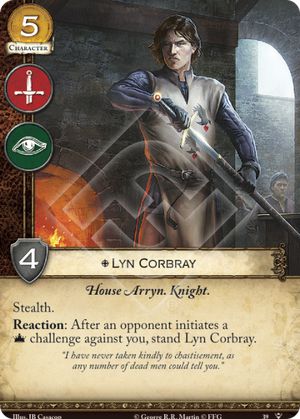 5
Character
4
Lyn Corbray
House Arryn. Knight.
Stealth.
Reaction: After an opponent initiates a
challenge against you, stand Lyn Corbray.
"I have never taken kindly to chastisement, as
any number of dead men could tell you."
Illus. JB Casacop
© George R.R. Martin & © FFG